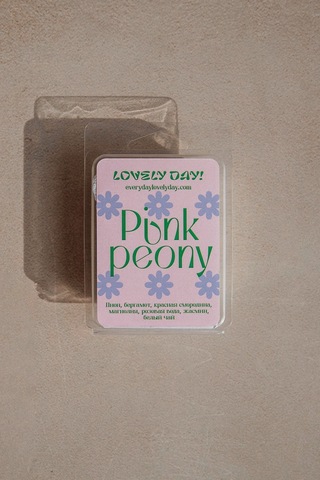 LOVELY DAY!
everydaylovelyday.com
Pink
peony
Пион, бергамот, красная смородина,
магнолия, розовая вода, жасмин,
белый чай